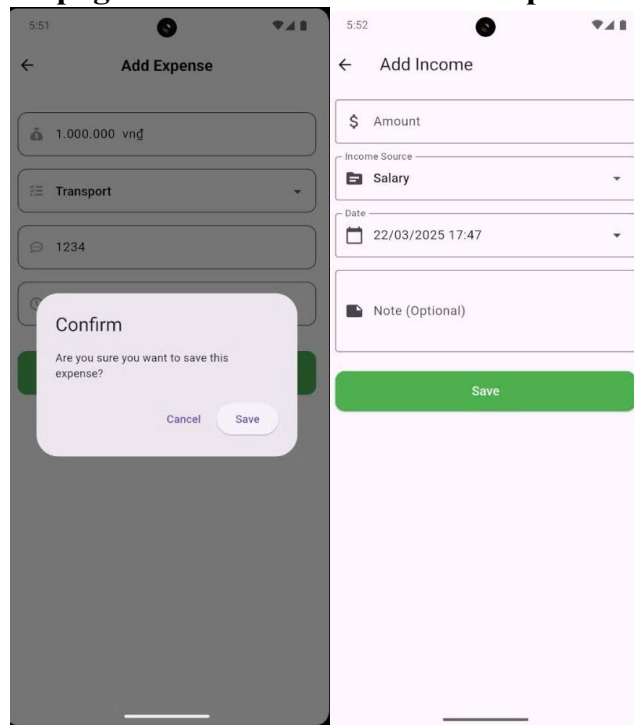 5:51
Add Expense
1.000.000 vnđ
Transport
1234
Confirm
Are you sure you want to save this
expense?
Cancel
Save
5:52
Add Income
$ Amount
Income Source
Salary
Date
22/03/2025 17:47
Note (Optional)
Save